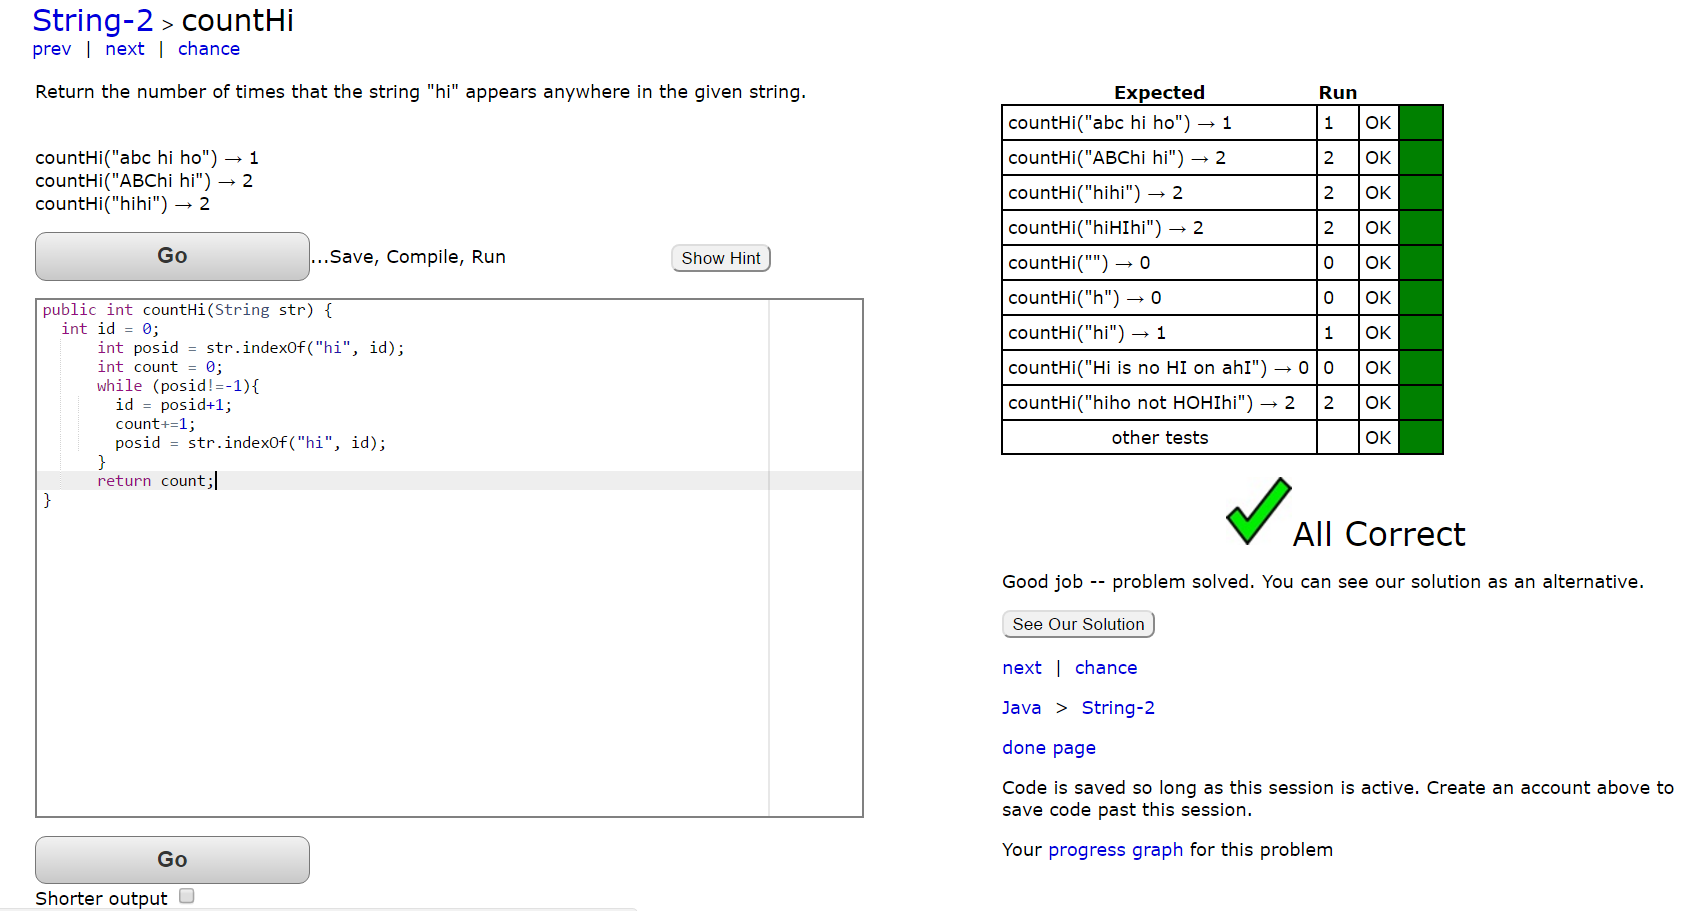 String-2 > countHi
prev | next | chance
Return the number of times that the string "hi" appears anywhere in the given string.
countHi("abc hi ho") → 1
countHi("ABChi hi") → 2
countHi("hihi") → 2
Go
...Save, Compile, Run
Show Hint
public int countHi(String str) {
int id = 0;
int posid = str.indexOf("hi", id);
int count = 0;
while (posid!=-1){
id = posid+1;
count+=1;
posid = str.indexOf("hi", id);
}
return count;
}
Go
Shorter output
Expected Run
countHi("abc hi ho") → 1 1 OK
countHi("ABChi hi") → 2 2 OK
countHi("hihi") → 2 2 OK
countHi("hiHIhi") → 2 2 OK
countHi("") → 0 0 OK
countHi("h") → 0 0 OK
countHi("hi") → 1 1 OK
countHi("Hi is no HI on ahI") → 0 0 OK
countHi("hiho not HOHIhi") → 2 2 OK
other tests OK
All Correct
Good job -- problem solved. You can see our solution as an alternative.
See Our Solution
next | chance
Java > String-2
done page
Code is saved so long as this session is active. Create an account above to
save code past this session.
Your progress graph for this problem